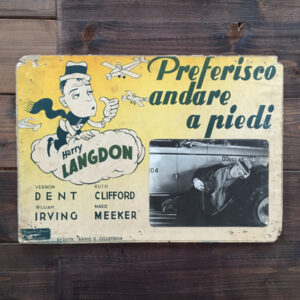 Preferisco
andare
a piedi
Harry
LANGDON
VERNON
DENT
RUTH
CLIFFORD
WILLIAM
IRVING
MARIE
MEEKER